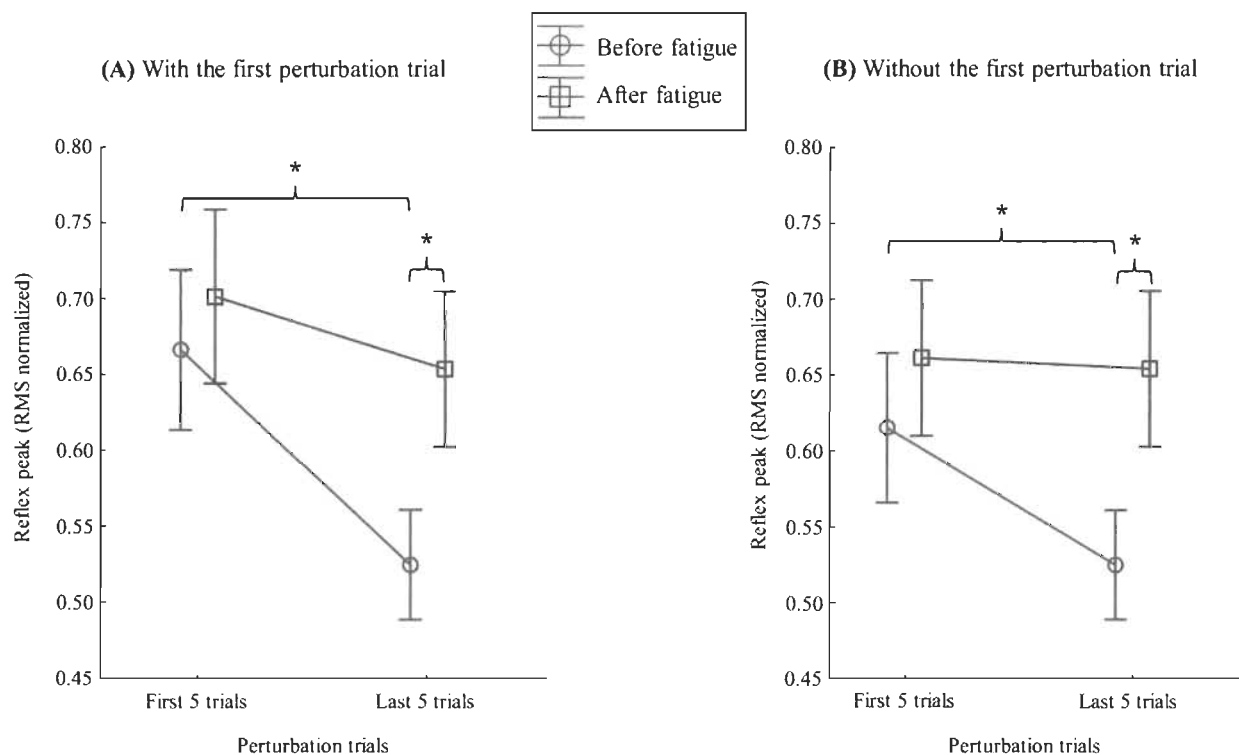 Before fatigue
After fatigue
(A) With the first perturbation trial
(B) Without the first perturbation trial
Reflex peak (RMS normalized)
0.80
0.75
0.70
0.65
0.60
0.55
0.50
0.45
*
*
First 5 trials
Last 5 trials
Perturbation trials
Reflex peak (RMS normalized)
0.80
0.75
0.70
0.65
0.60
0.55
0.50
0.45
*
*
First 5 trials
Last 5 trials
Perturbation trials